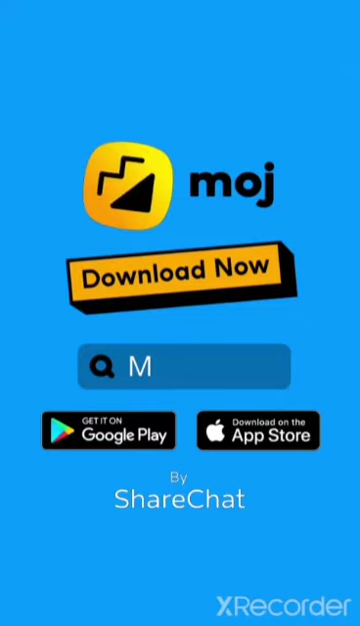 moj
Download Now
M
GET IT ON
Google Play
Download on the
App Store
By
ShareChat
XRecorder